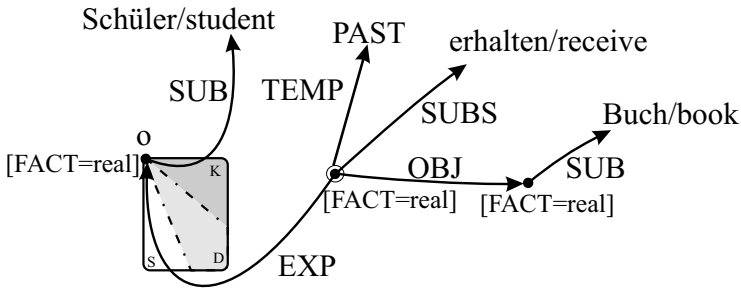 Schüler/student
PAST
erhalten/receive
SUB
TEMP
SUBS
Buch/book
o
[FACT=real]
K
OBJ
SUB
[FACT=real]
[FACT=real]
S
D
EXP